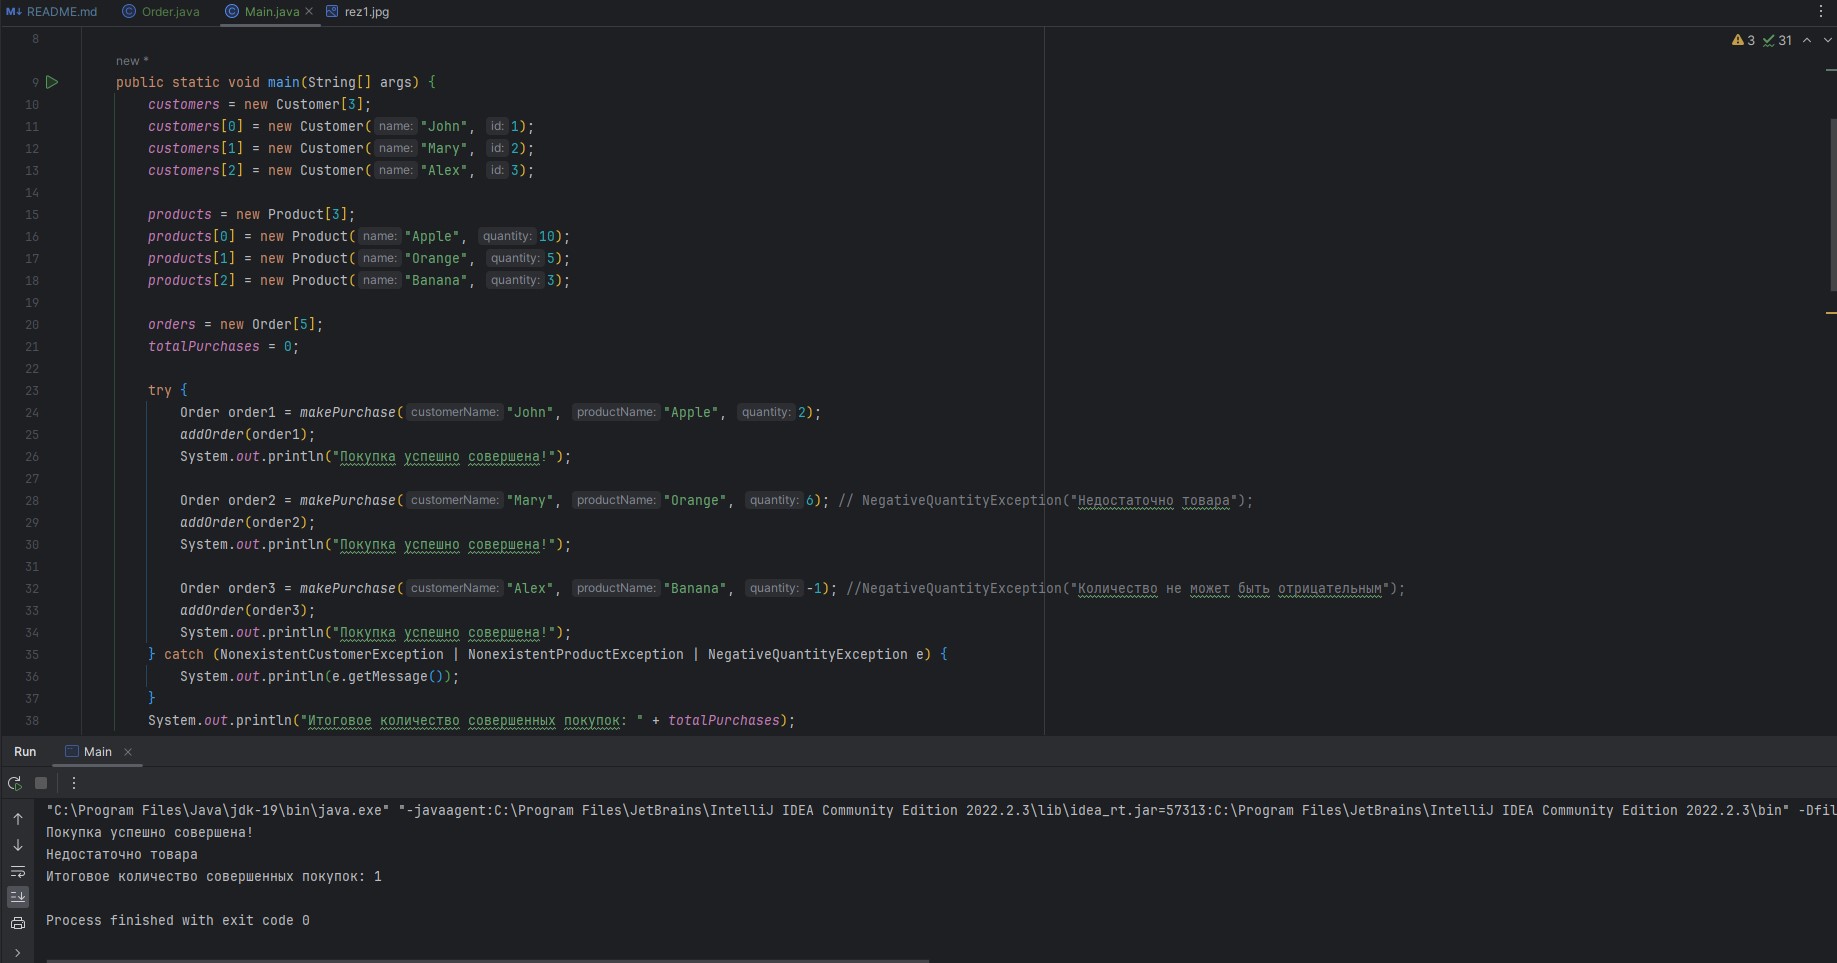 README.md Order.java Main.java rez1.jpg
3 31
8
new *
9 public static void main(String[] args) {
10 customers = new Customer[3];
11 customers[0] = new Customer( name: "John", id: 1);
12 customers[1] = new Customer( name: "Mary", id: 2);
13 customers[2] = new Customer( name: "Alex", id: 3);
14
15 products = new Product[3];
16 products[0] = new Product( name: "Apple", quantity: 10);
17 products[1] = new Product( name: "Orange", quantity: 5);
18 products[2] = new Product( name: "Banana", quantity: 3);
19
20 orders = new Order[5];
21 totalPurchases = 0;
22
23 try {
24 Order order1 = makePurchase( customerName: "John", productName: "Apple", quantity: 2);
25 addOrder(order1);
26 System.out.println("Покупка успешно совершена!");
27
28 Order order2 = makePurchase( customerName: "Mary", productName: "Orange", quantity: 6); // NegativeQuantityException("Недостаточно товара");
29 addOrder(order2);
30 System.out.println("Покупка успешно совершена!");
31
32 Order order3 = makePurchase( customerName: "Alex", productName: "Banana", quantity: -1); //NegativeQuantityException("Количество не может быть отрицательным");
33 addOrder(order3);
34 System.out.println("Покупка успешно совершена!");
35 } catch (NonexistentCustomerException | NonexistentProductException | NegativeQuantityException e) {
36 System.out.println(e.getMessage());
37 }
38 System.out.println("Итоговое количество совершенных покупок: " + totalPurchases);
Run Main
"C:\Program Files\Java\jdk-19\bin\java.exe" "-javaagent:C:\Program Files\JetBrains\IntelliJ IDEA Community Edition 2022.2.3\lib\idea_rt.jar=57313:C:\Program Files\JetBrains\IntelliJ IDEA Community Edition 2022.2.3\bin" -Dfil
Покупка успешно совершена!
Недостаточно товара
Итоговое количество совершенных покупок: 1
Process finished with exit code 0